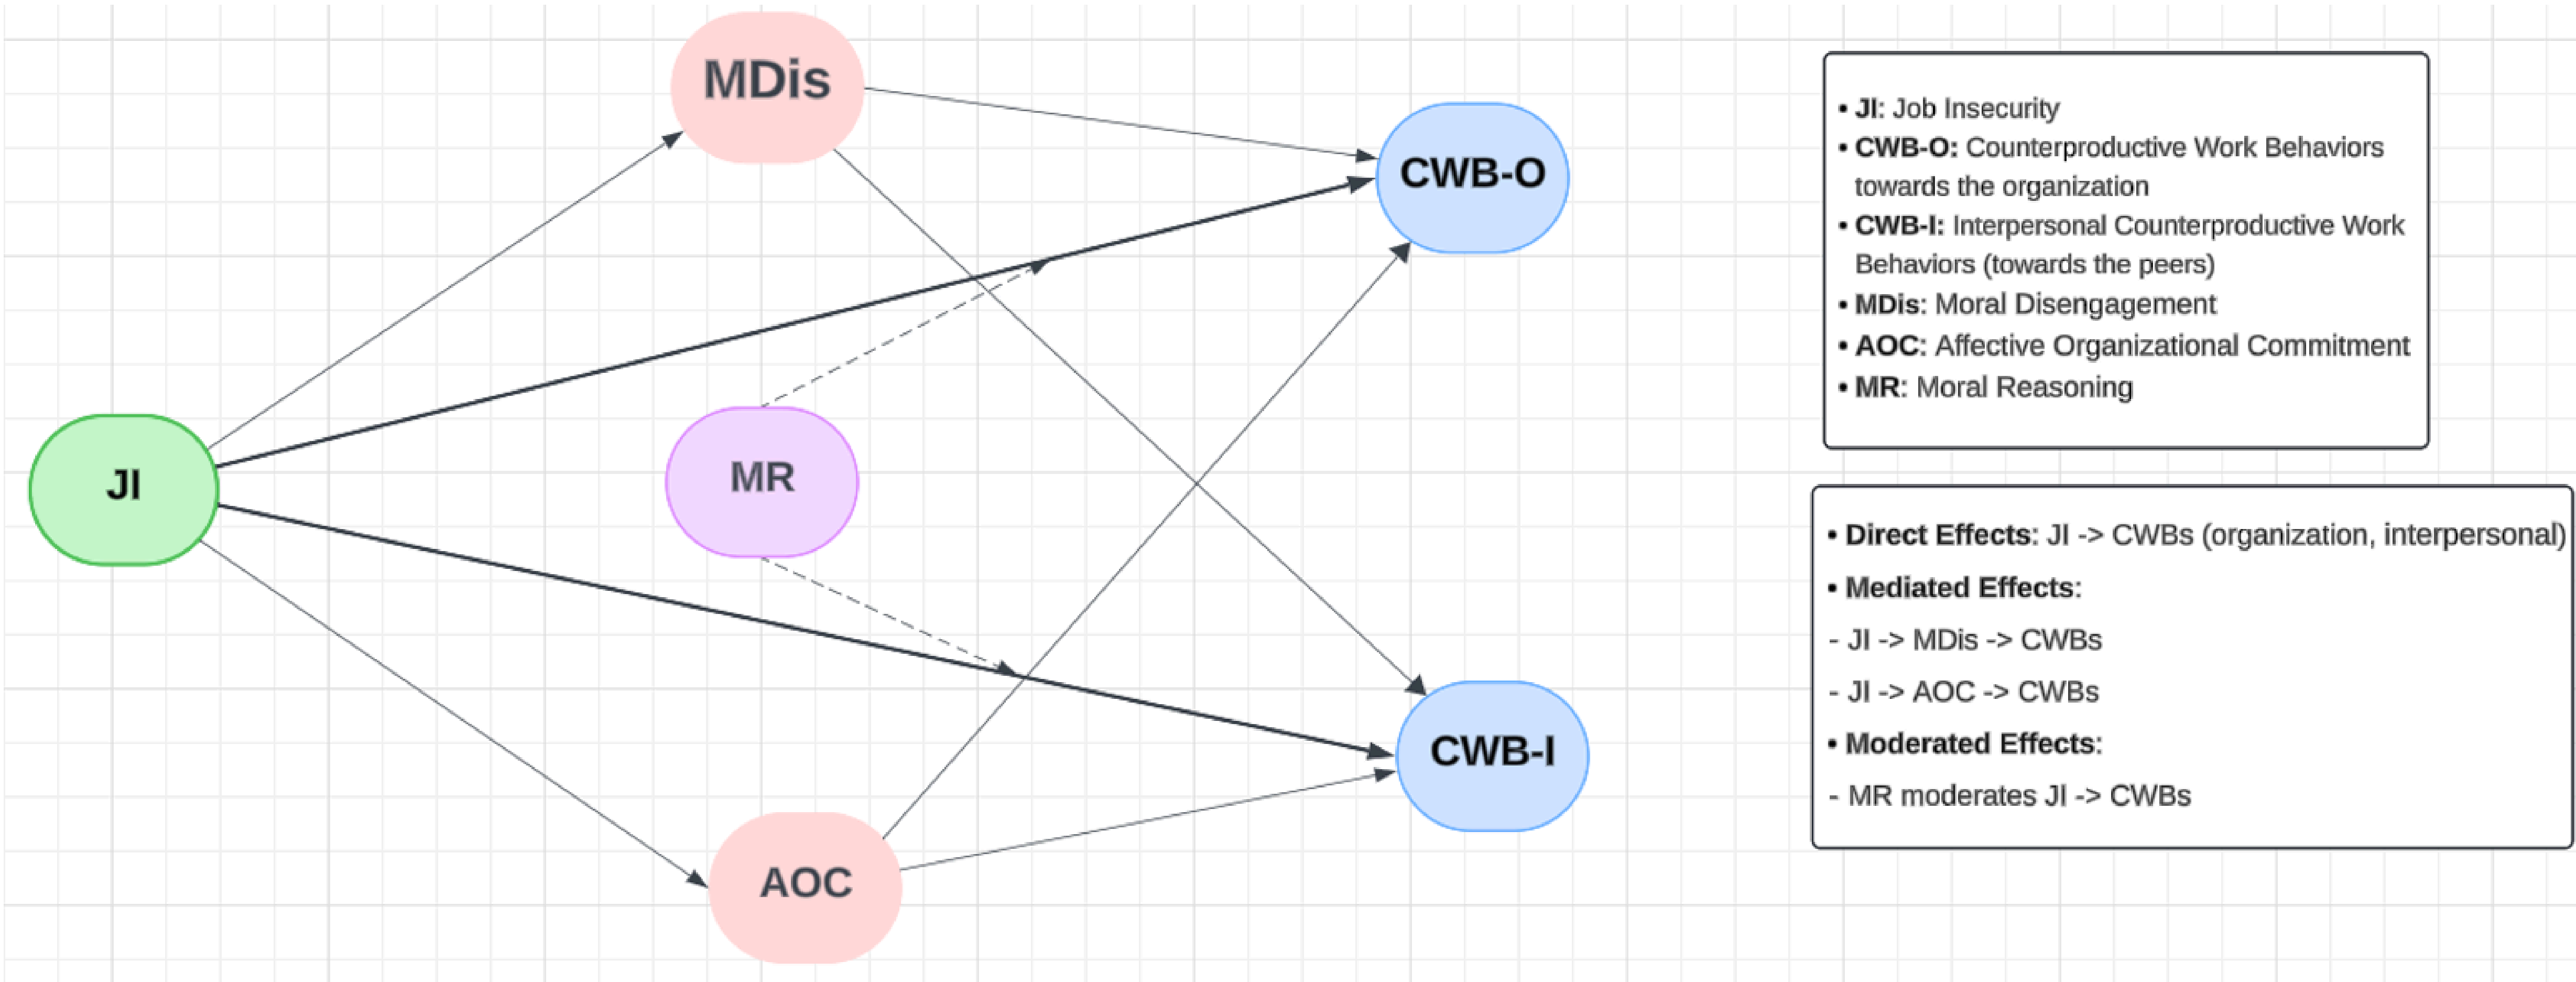 MDis
CWB-O
JI
MR
CWB-I
AOC
• JI: Job Insecurity
• CWB-O: Counterproductive Work Behaviors
towards the organization
• CWB-I: Interpersonal Counterproductive Work
Behaviors (towards the peers)
• MDis: Moral Disengagement
• AOC: Affective Organizational Commitment
• MR: Moral Reasoning
• Direct Effects: JI -> CWBs (organization, interpersonal)
• Mediated Effects:
- JI -> MDis -> CWBs
- JI -> AOC -> CWBs
• Moderated Effects:
- MR moderates JI -> CWBs